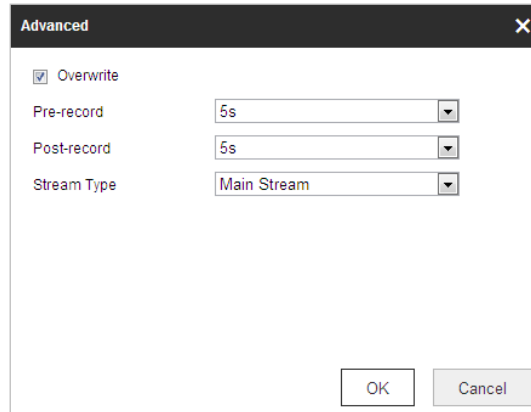 Advanced
Overwrite
Pre-record 5s
Post-record 5s
Stream Type Main Stream
OK Cancel